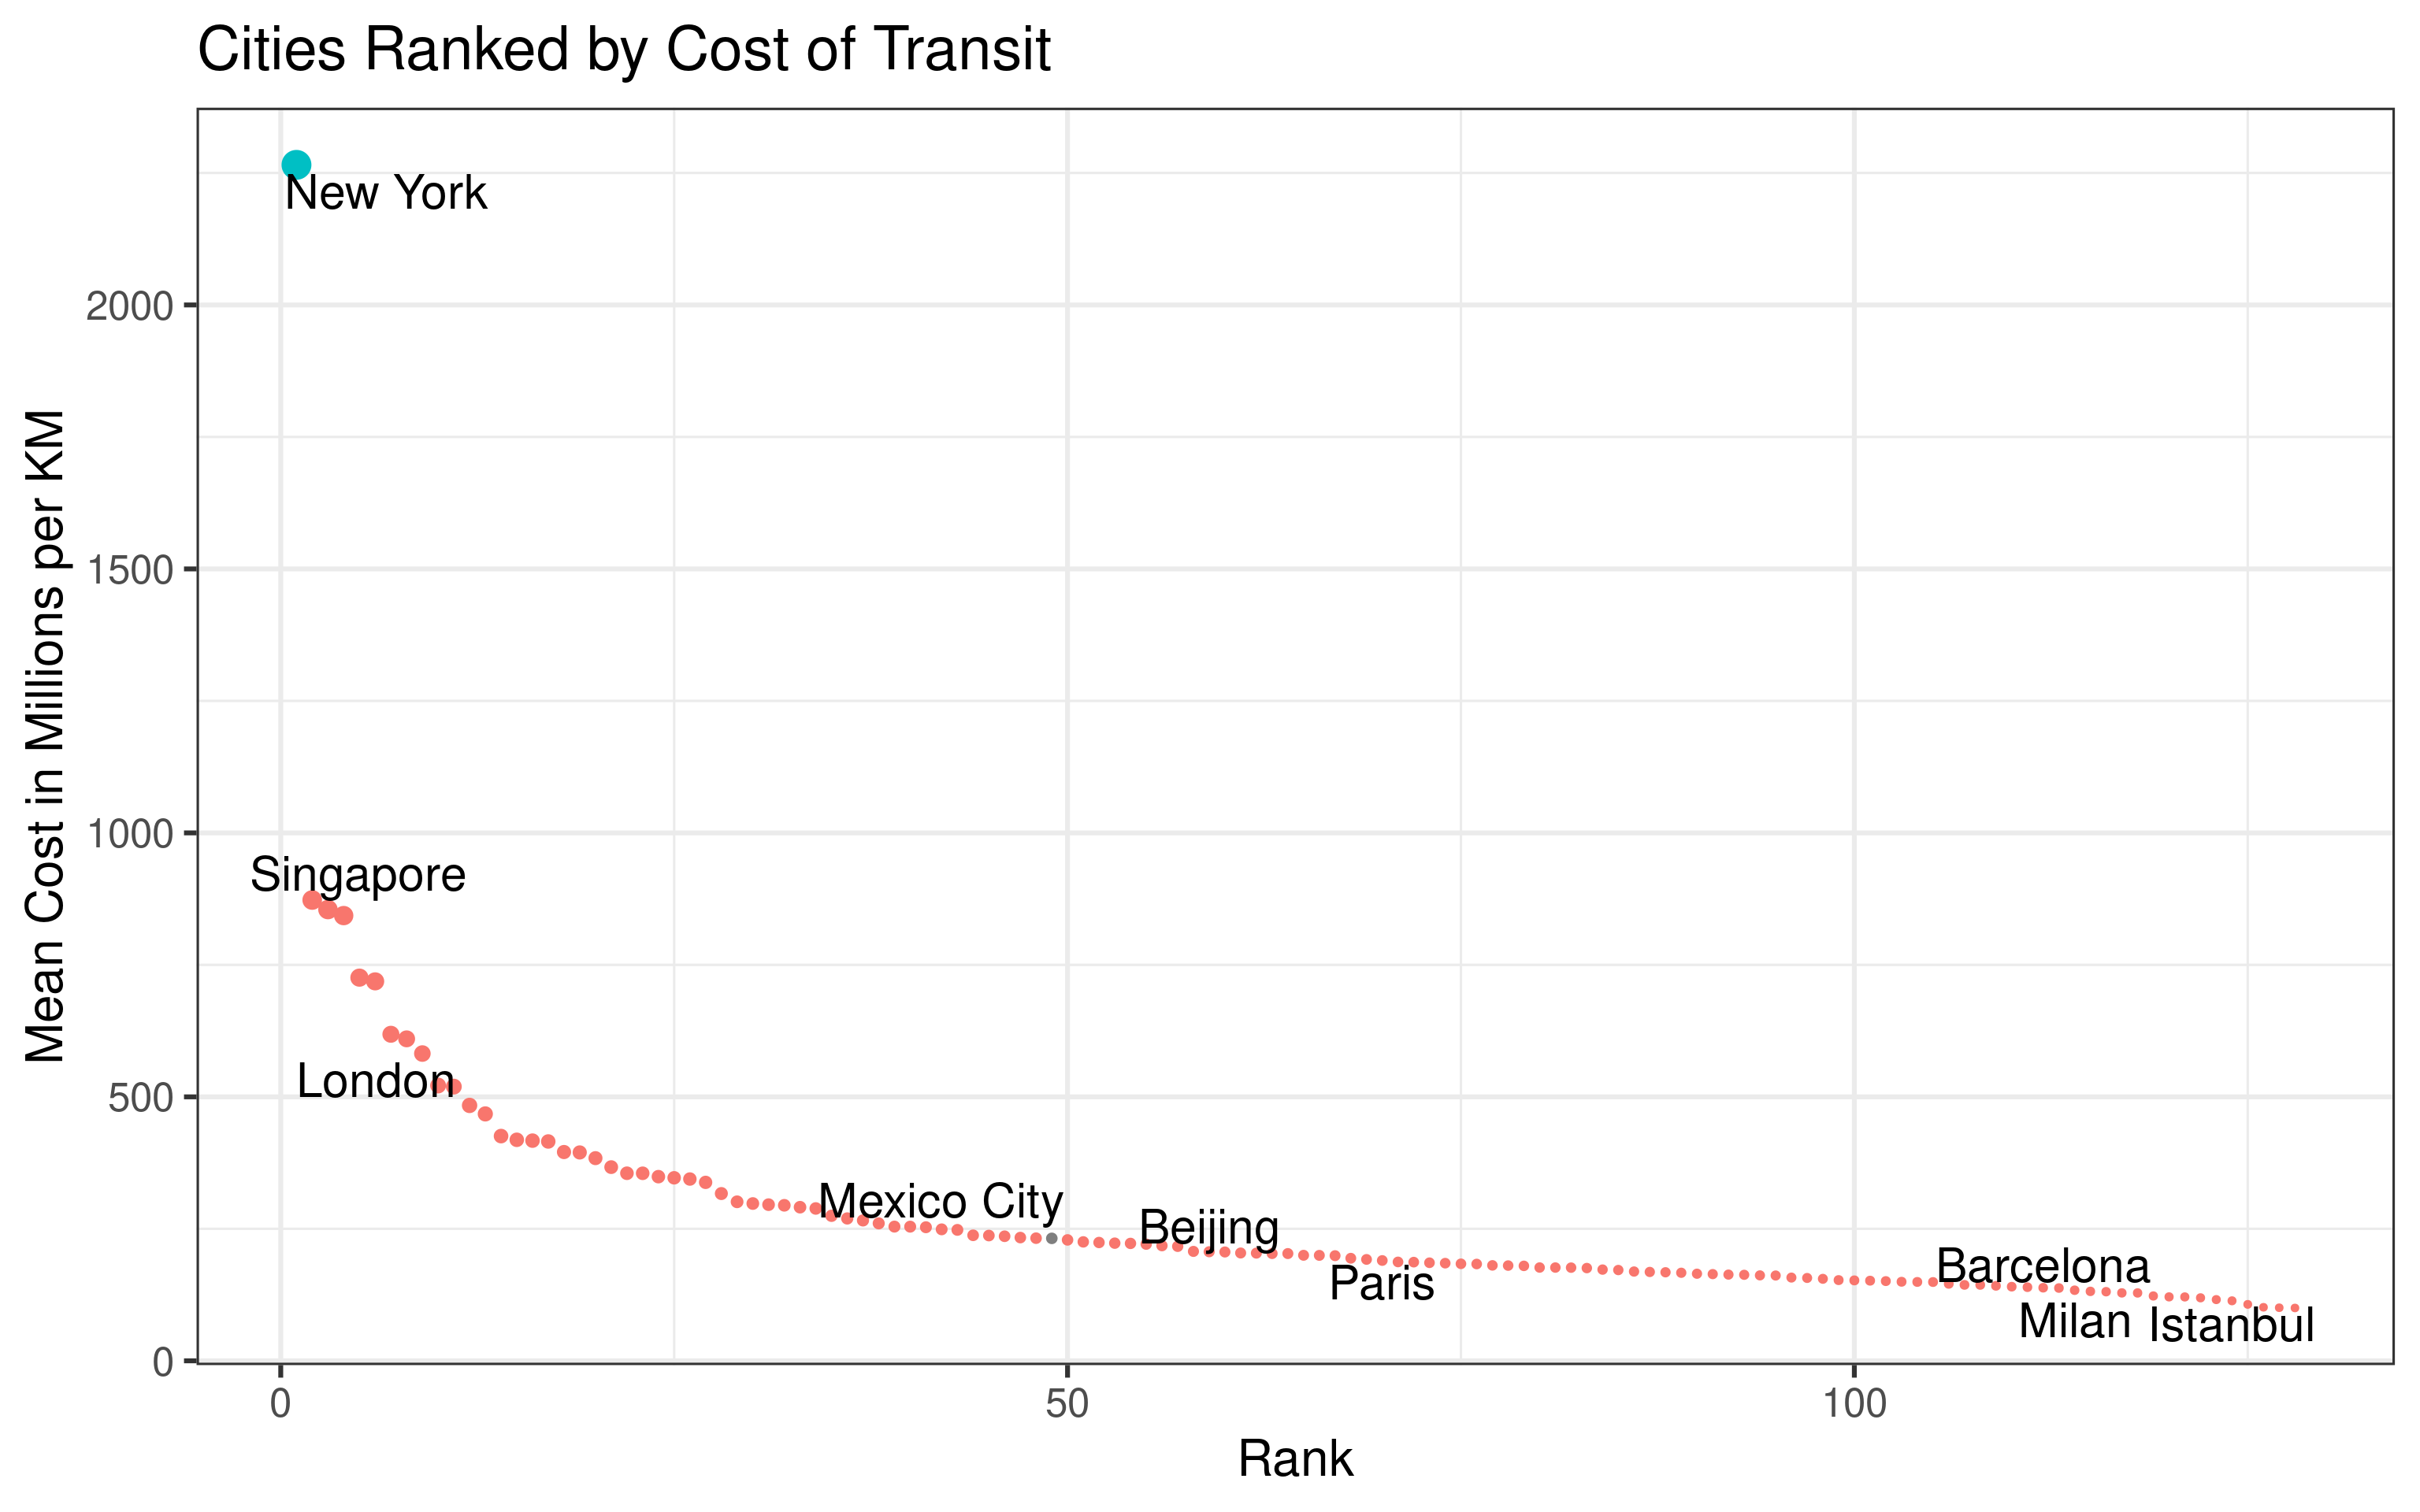 Cities Ranked by Cost of Transit
Mean Cost in Millions per KM
2000
1500
1000
500
0
New York
Singapore
London
Mexico City
Beijing
Paris
Barcelona
Milan
Istanbul
0
50
100
Rank